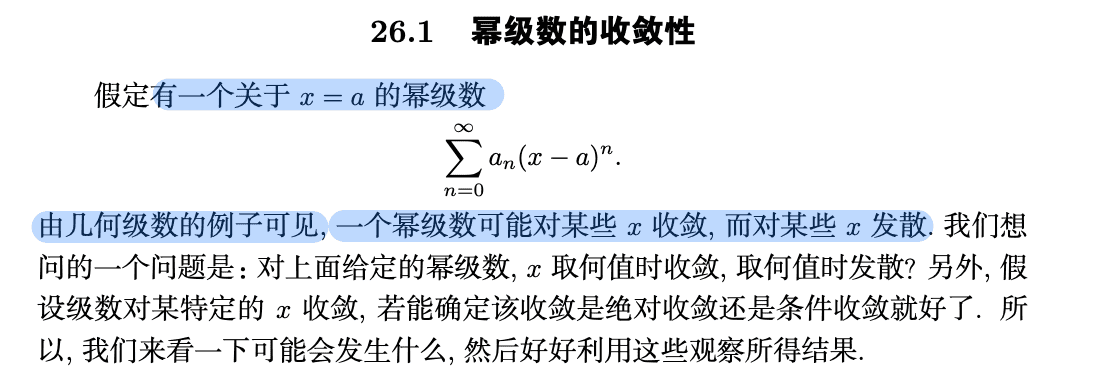 26.1 幂级数的收敛性
假定有一个关于 x = a 的幂级数
∞
∑ aₙ(x − a)ⁿ.
n=0
由几何级数的例子可见, 一个幂级数可能对某些 x 收敛, 而对某些 x 发散. 我们想
问的一个问题是: 对上面给定的幂级数, x 取何值时收敛, 取何值时发散? 另外, 假
设级数对某特定的 x 收敛, 若能确定该收敛是绝对收敛还是条件收敛就好了. 所
以, 我们来看一下可能会发生什么, 然后好好利用这些观察所得结果.